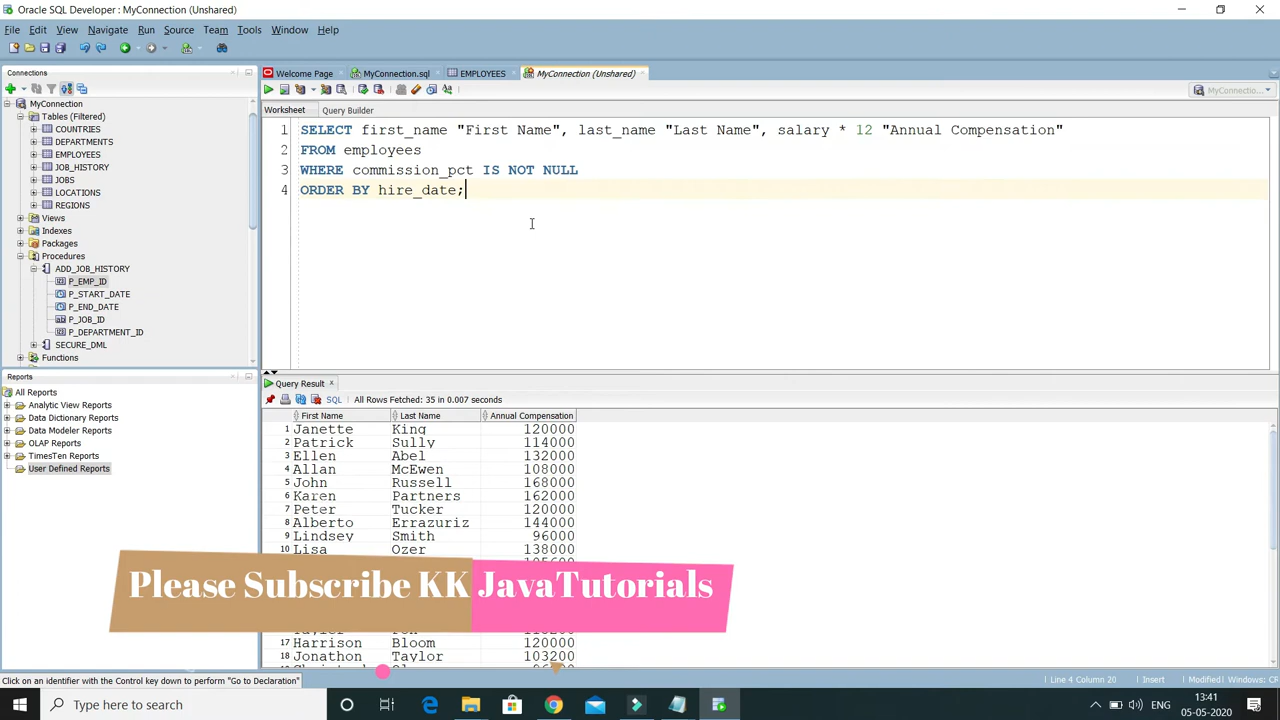 Oracle SQL Developer : MyConnection (Unshared)
File Edit View Navigate Run Source Team Tools Window Help
Connections
MyConnection
Tables (Filtered)
COUNTRIES
DEPARTMENTS
EMPLOYEES
JOB_HISTORY
JOBS
LOCATIONS
REGIONS
Views
Indexes
Packages
Procedures
ADD_JOB_HISTORY
P_EMP_ID
P_START_DATE
P_END_DATE
P_JOB_ID
P_DEPARTMENT_ID
SECURE_DML
Functions
Reports
All Reports
Analytic View Reports
Data Dictionary Reports
Data Modeler Reports
OLAP Reports
TimesTen Reports
User Defined Reports
Welcome Page MyConnection.sql EMPLOYEES MyConnection (Unshared)
SQL MyConnectio...
Worksheet Query Builder
1 SELECT first_name "First Name", last_name "Last Name", salary * 12 "Annual Compensation"
2 FROM employees
3 WHERE commission_pct IS NOT NULL
4 ORDER BY hire_date;
Query Result
SQL All Rows Fetched: 35 in 0.007 seconds
First Name Last Name Annual Compensation
1 Janette King 120000
2 Patrick Sully 114000
3 Ellen Abel 132000
4 Allan McEwen 108000
5 John Russell 168000
6 Karen Partners 162000
7 Peter Tucker 120000
8 Alberto Errazuriz 144000
9 Lindsey Smith 96000
10 Lisa Ozer 138000
17 Harrison Bloom 120000
18 Jonathon Taylor 103200
Please Subscribe KK JavaTutorials
Click on an identifier with the Control key down to perform "Go to Declaration"
Line 4 Column 20 Insert Modified Windows: CR
Type here to search
ENG
13:41
05-05-2020